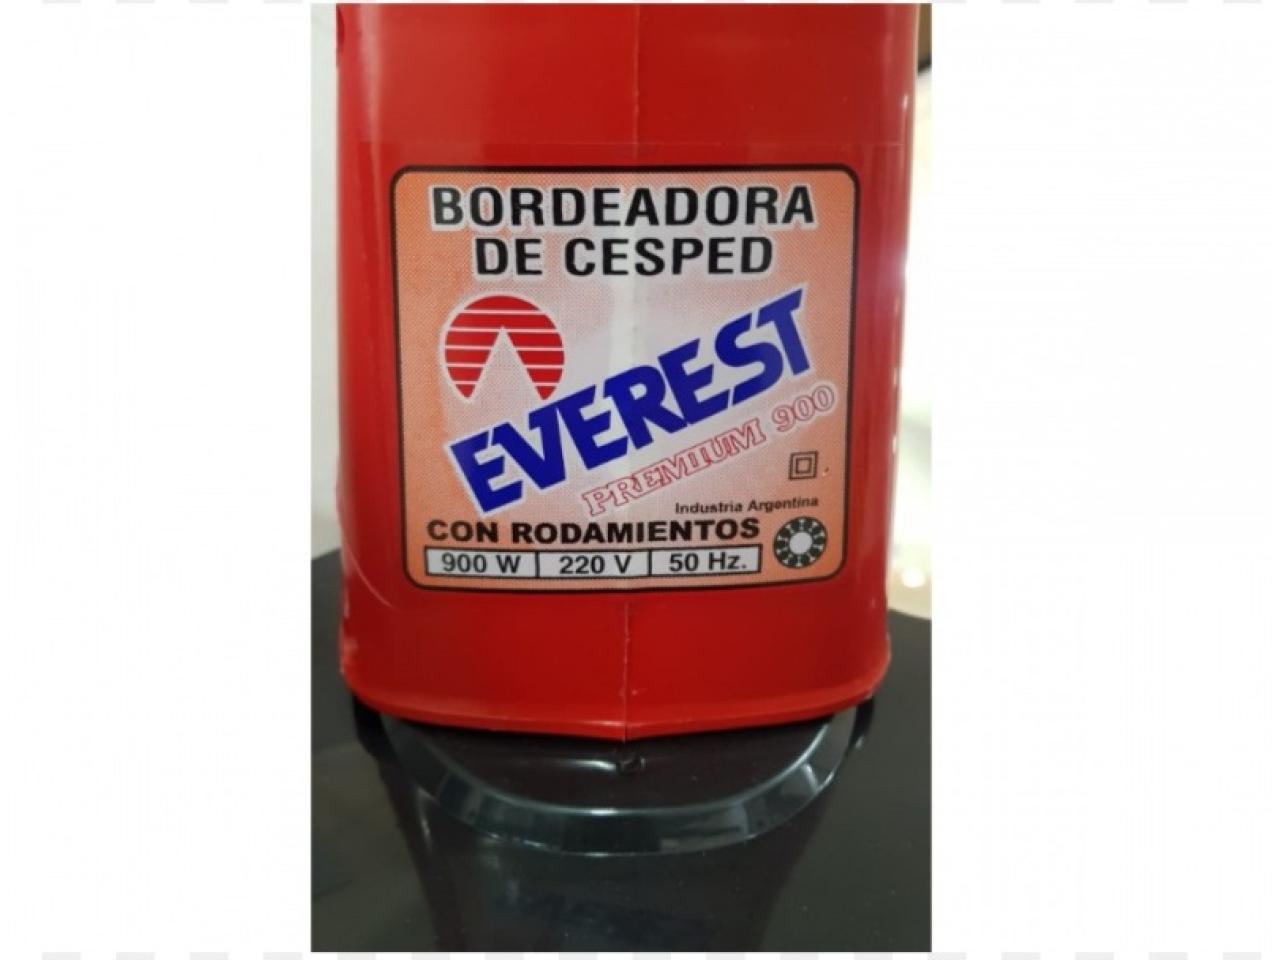 BORDEADORA
DE CESPED
EVEREST
PREMIUM 900
Industria Argentina
CON RODAMIENTOS
900 W 220 V 50 Hz.